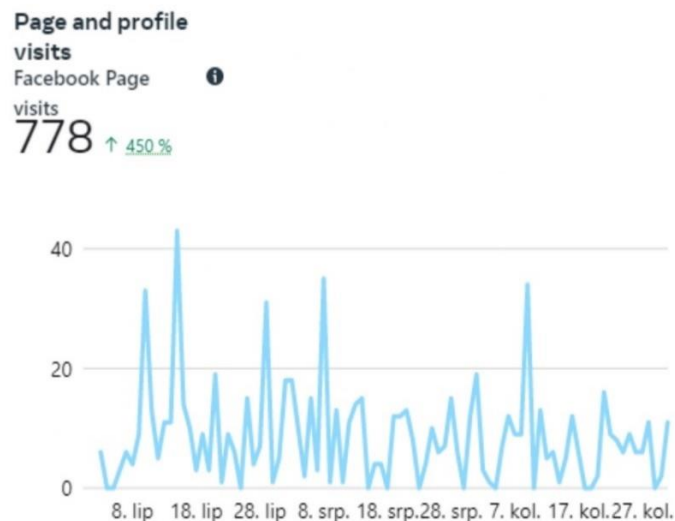 Page and profile
visits
Facebook Page
visits
778 ↑ 450 %
40
20
0
8. lip 18. lip 28. lip 8. srp. 18. srp. 28. srp. 7. kol. 17. kol. 27. kol.